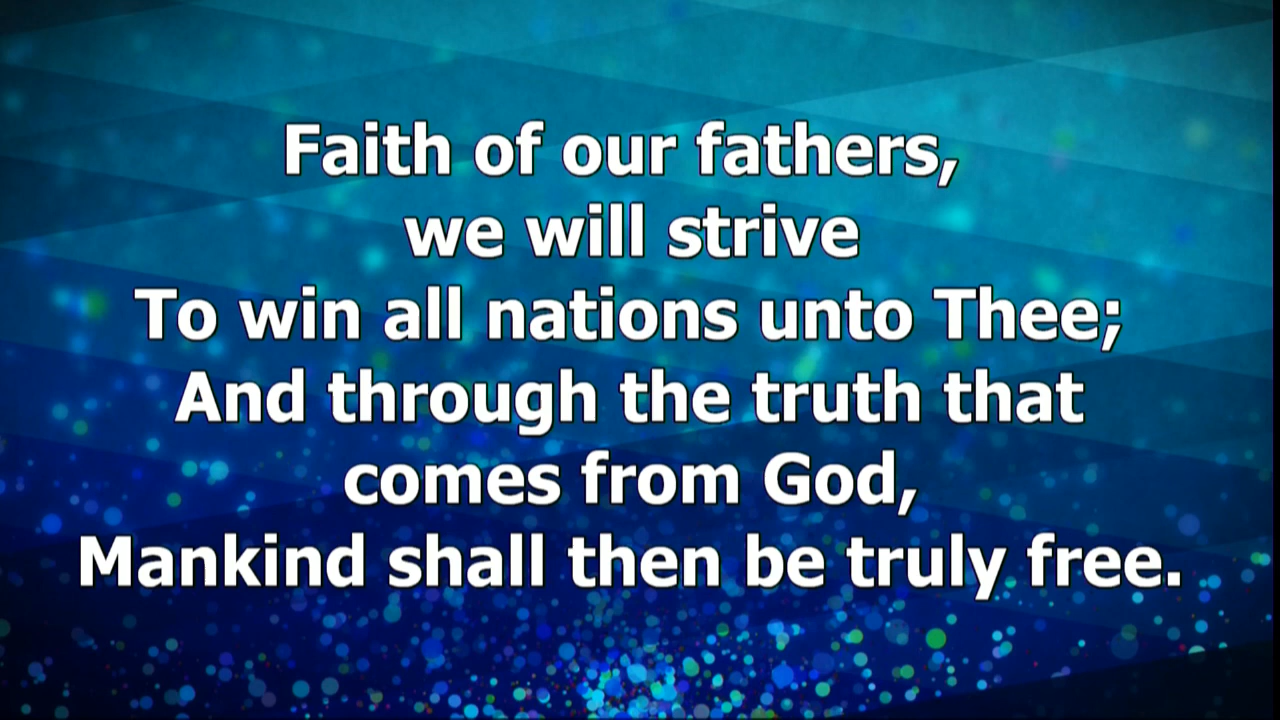 Faith of our fathers,
we will strive
To win all nations unto Thee;
And through the truth that
comes from God,
Mankind shall then be truly free.